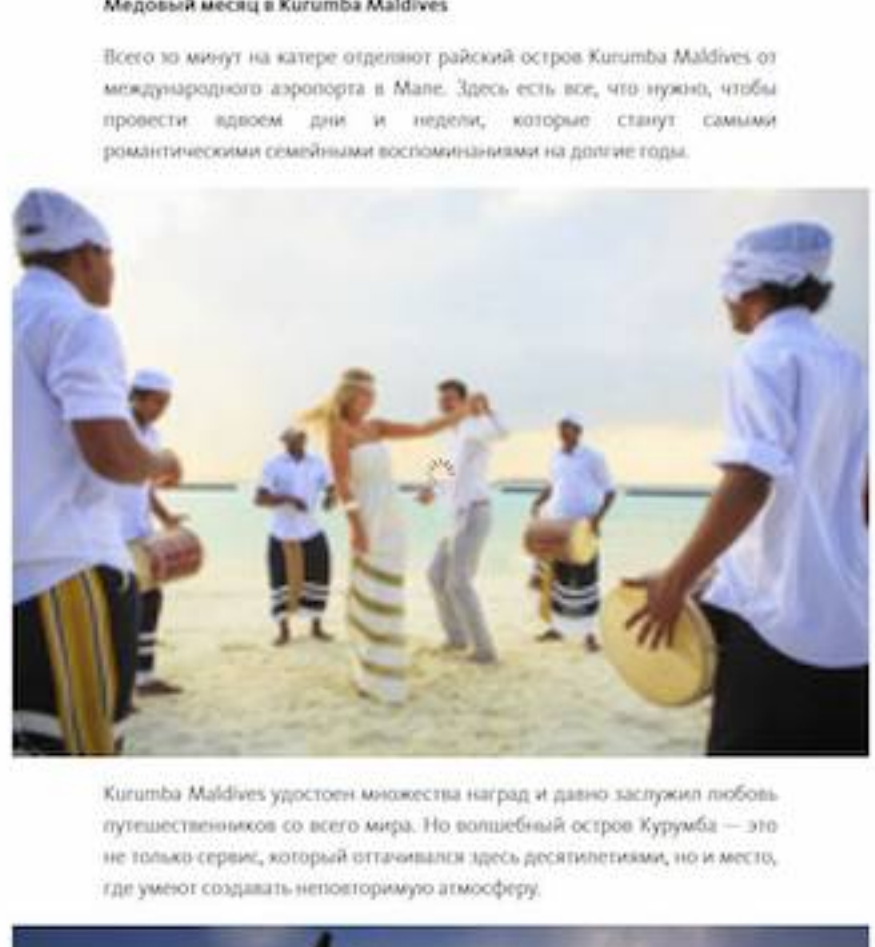 Медовый месяц в Kurumba Maldives
Всего 10 минут на катере отделяют райский остров Kurumba Maldives от
международного аэропорта в Мале. Здесь есть все, что нужно, чтобы
провести вдвоем дни и недели, которые станут самыми
романтическими семейными воспоминаниями на долгие годы.
Kurumba Maldives удостоен множества наград и давно заслужил любовь
путешественников со всего мира. Но волшебный остров Курумба — это
не только сервис, который оттачивался здесь десятилетиями, но и место,
где умеют создавать неповторимую атмосферу.